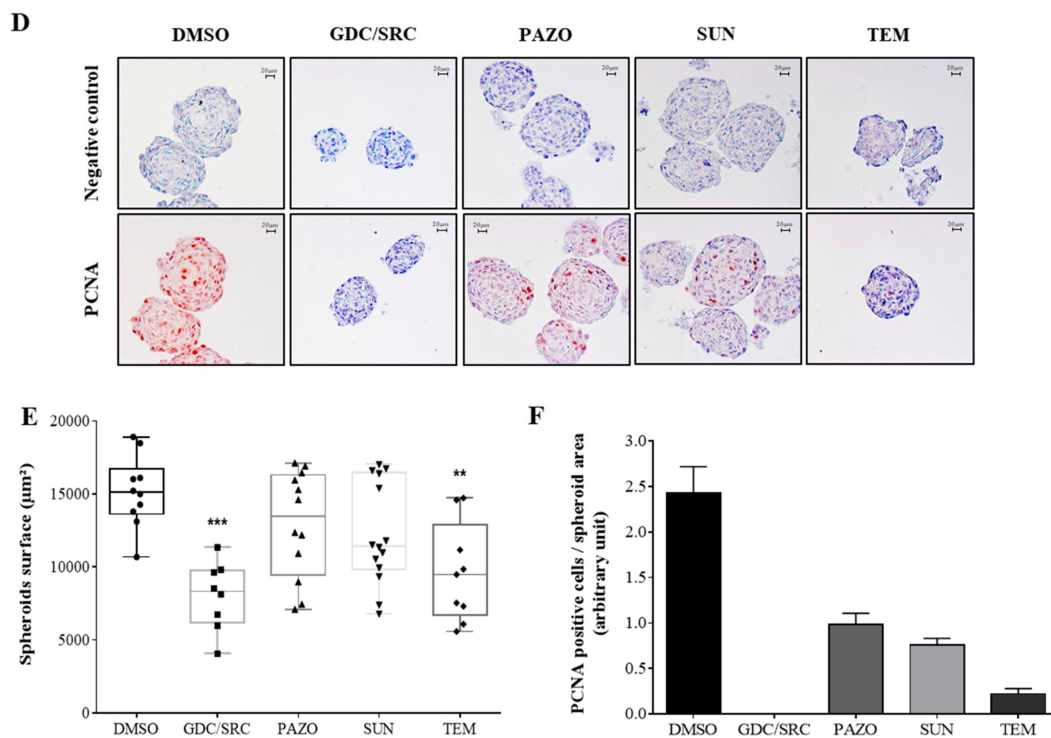 D
DMSO GDC/SRC PAZO SUN TEM
Negative control
20µm 20µm 20µm 20µm 20µm
PCNA
20µm 20µm 20µm 20µm 20µm
E
Spheroids surface (µm²)
20000
15000
10000
5000
0
***
**
DMSO GDC/SRC PAZO SUN TEM
F
PCNA positive cells / spheroid area
(arbitrary unit)
3.0
2.5
2.0
1.5
1.0
0.5
0.0
DMSO GDC/SRC PAZO SUN TEM